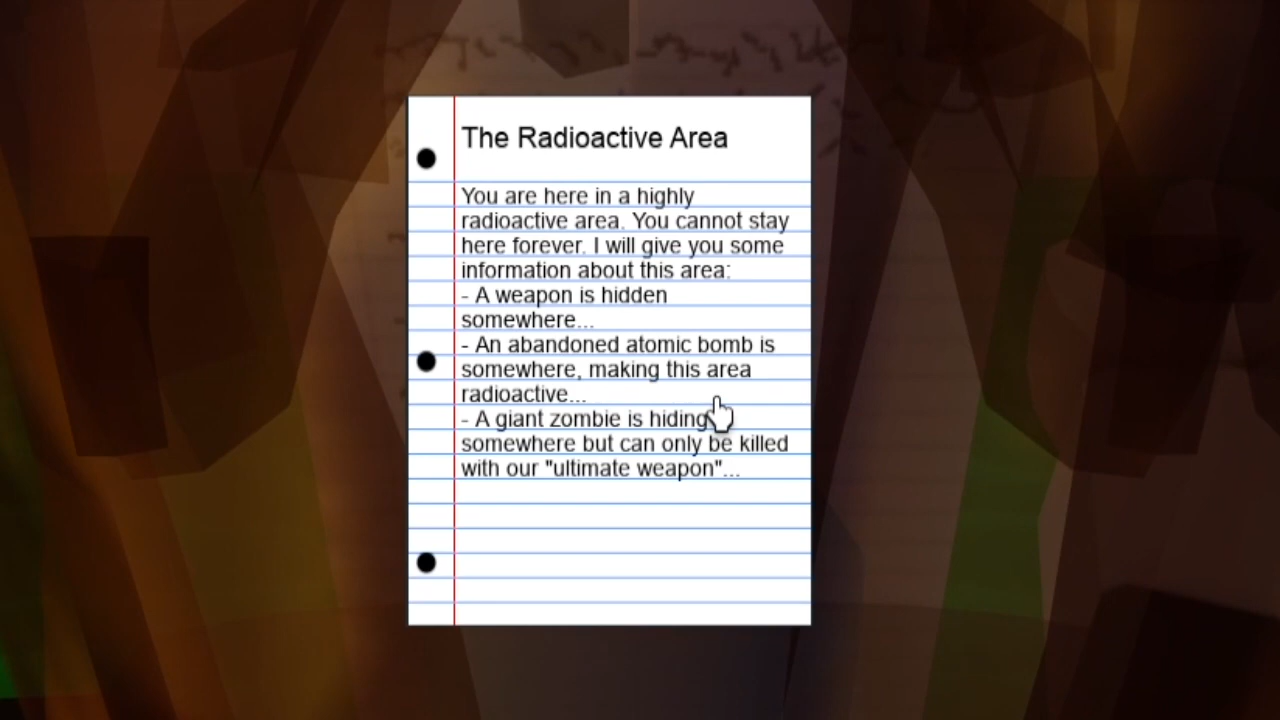 The Radioactive Area
You are here in a highly
radioactive area. You cannot stay
here forever. I will give you some
information about this area:
- A weapon is hidden
somewhere...
- An abandoned atomic bomb is
somewhere, making this area
radioactive...
- A giant zombie is hiding
somewhere but can only be killed
with our "ultimate weapon"...